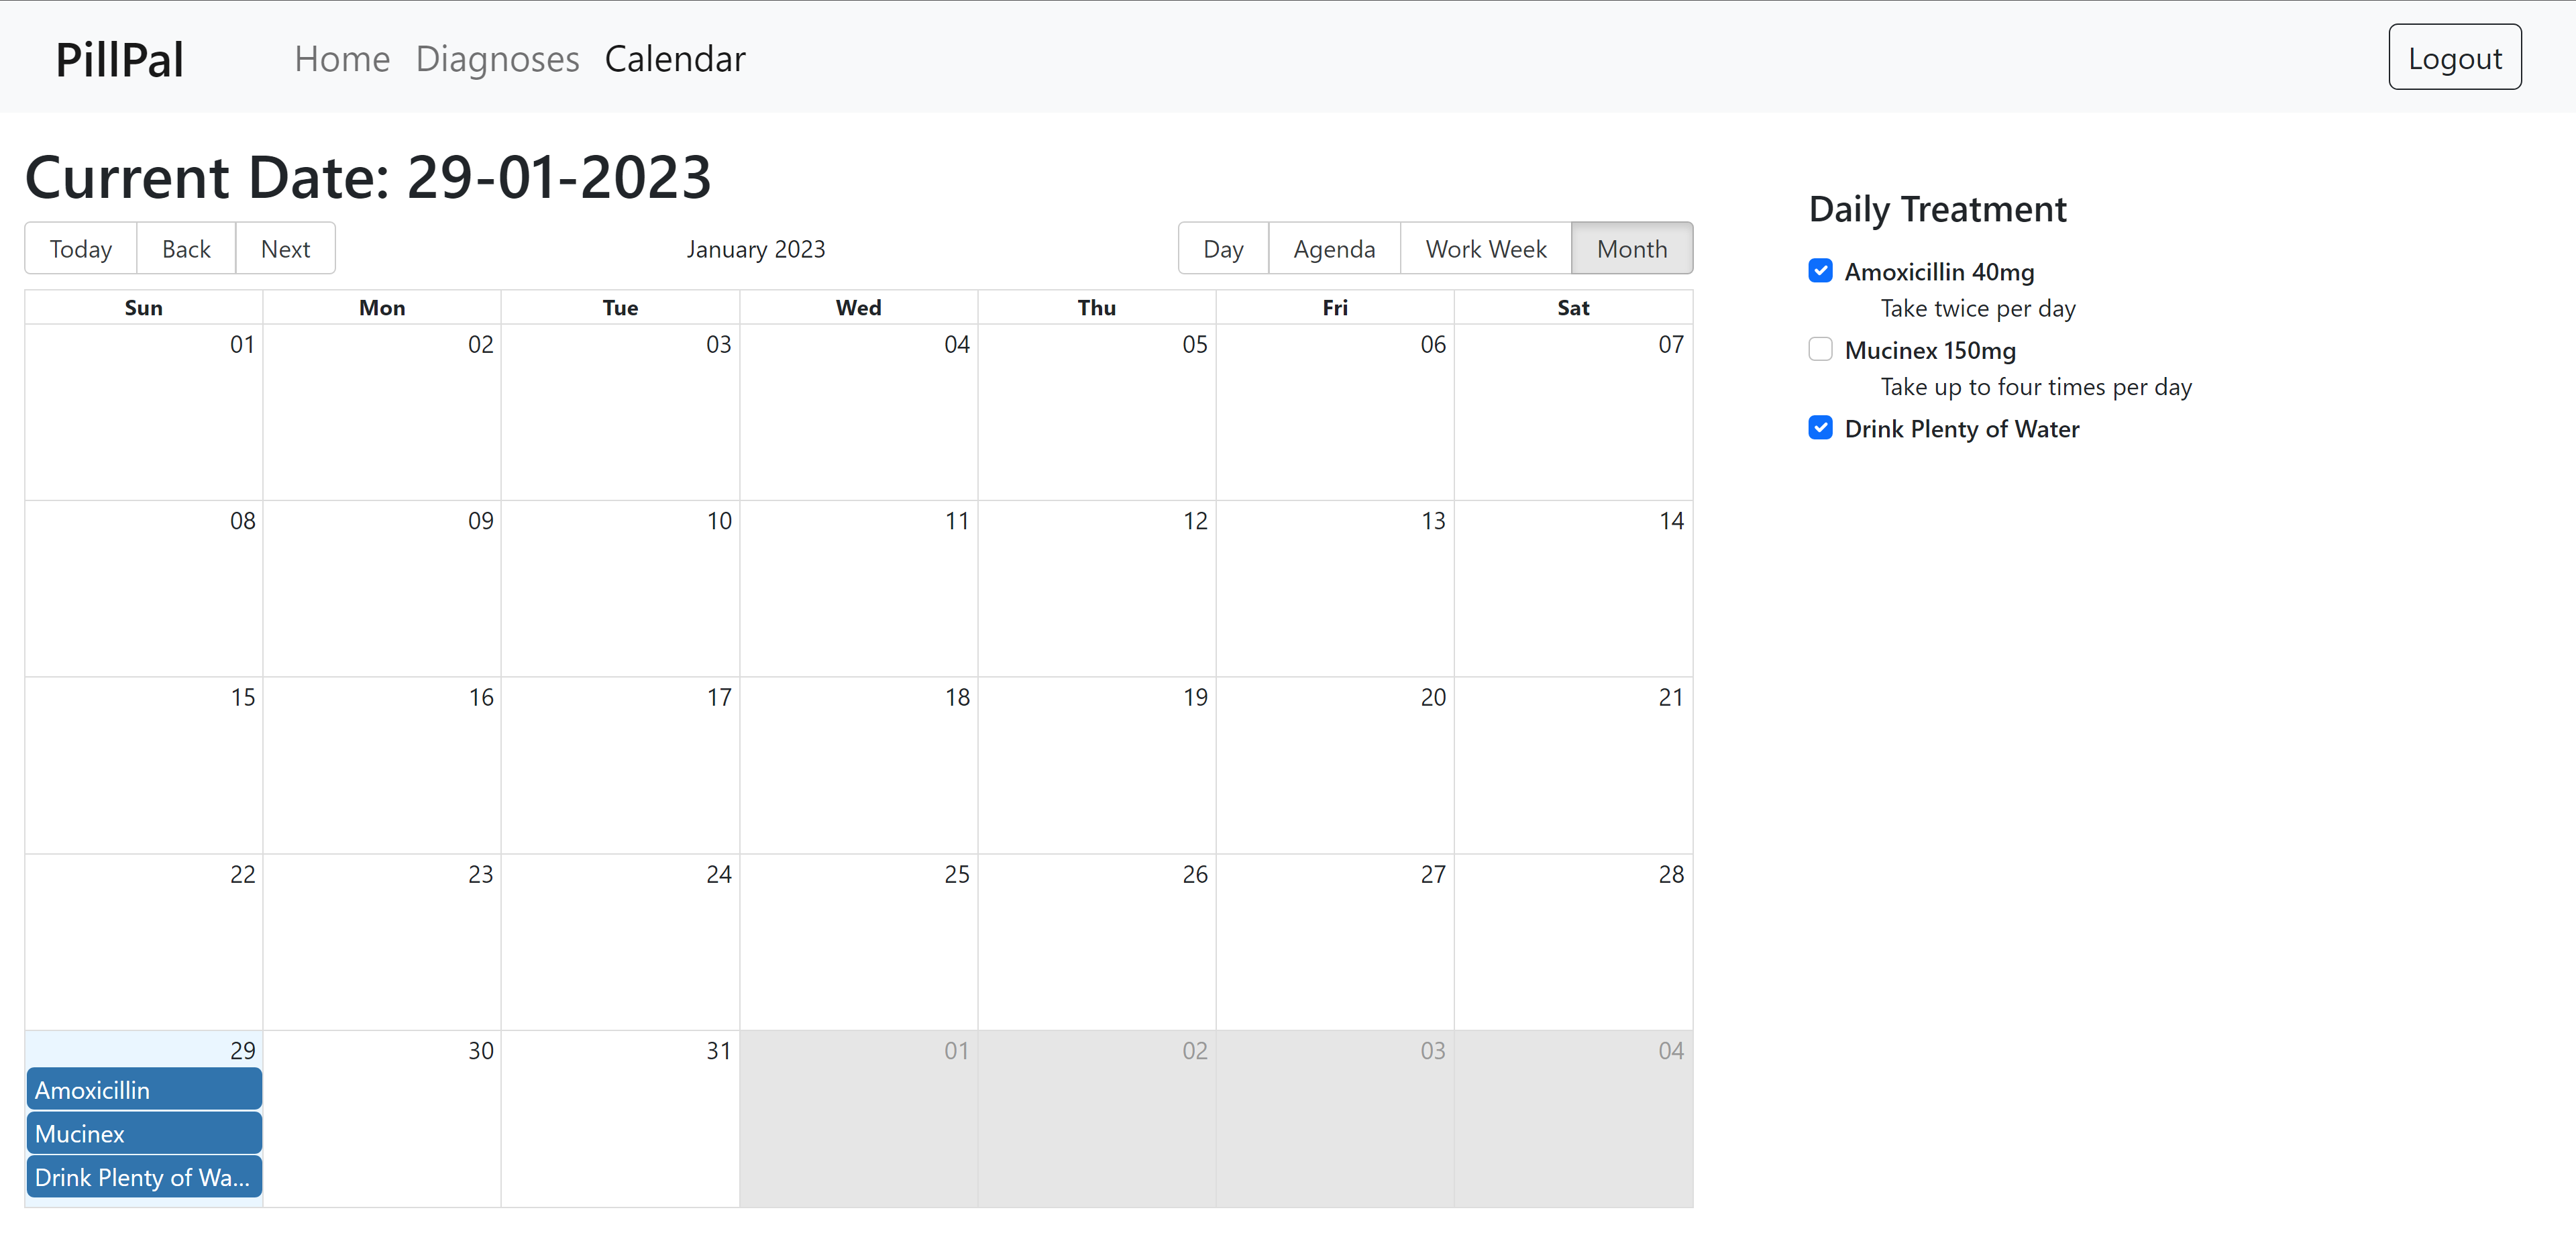 PillPal Home Diagnoses Calendar Logout
Current Date: 29-01-2023
Today Back Next January 2023 Day Agenda Work Week Month
Sun Mon Tue Wed Thu Fri Sat
01 02 03 04 05 06 07
08 09 10 11 12 13 14
15 16 17 18 19 20 21
22 23 24 25 26 27 28
29 30 31 01 02 03 04
Amoxicillin
Mucinex
Drink Plenty of Wa...
Daily Treatment
Amoxicillin 40mg
Take twice per day
Mucinex 150mg
Take up to four times per day
Drink Plenty of Water